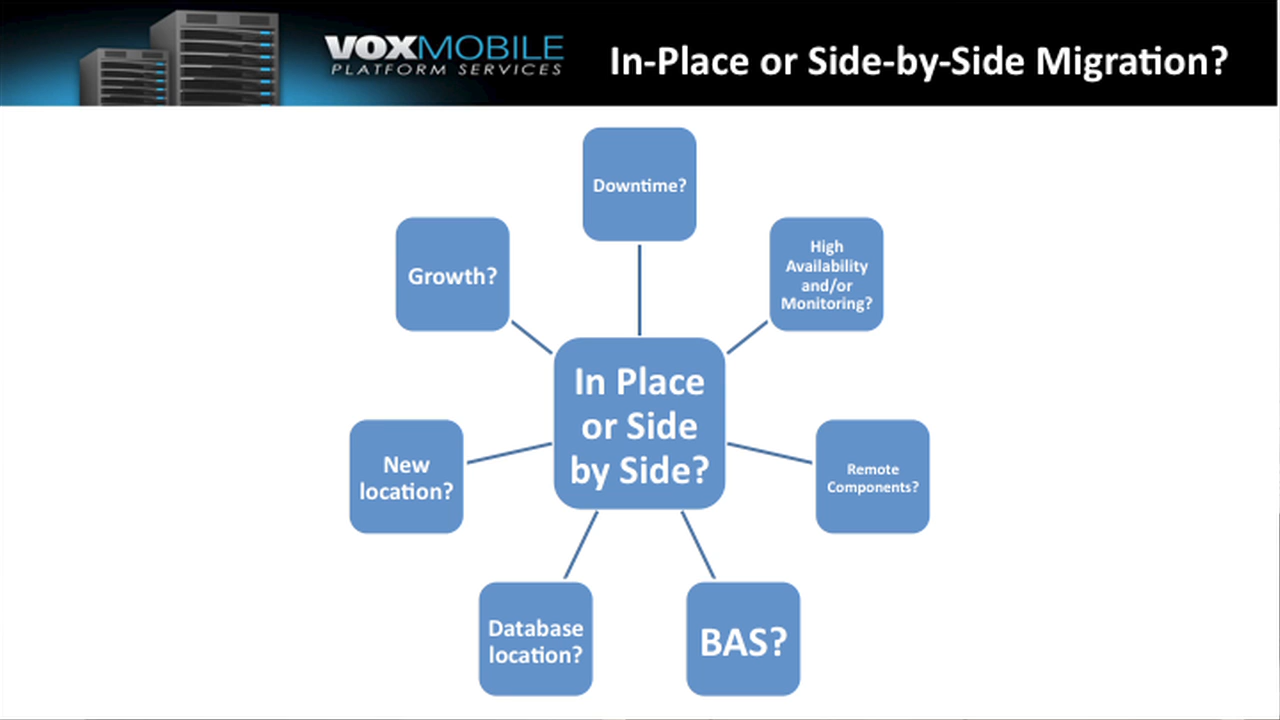 VOXMOBILE
PLATFORM SERVICES
In-Place or Side-by-Side Migration?
Downtime?
Growth?
High
Availability
and/or
Monitoring?
In Place
or Side
by Side?
New
location?
Remote
Components?
Database
location?
BAS?